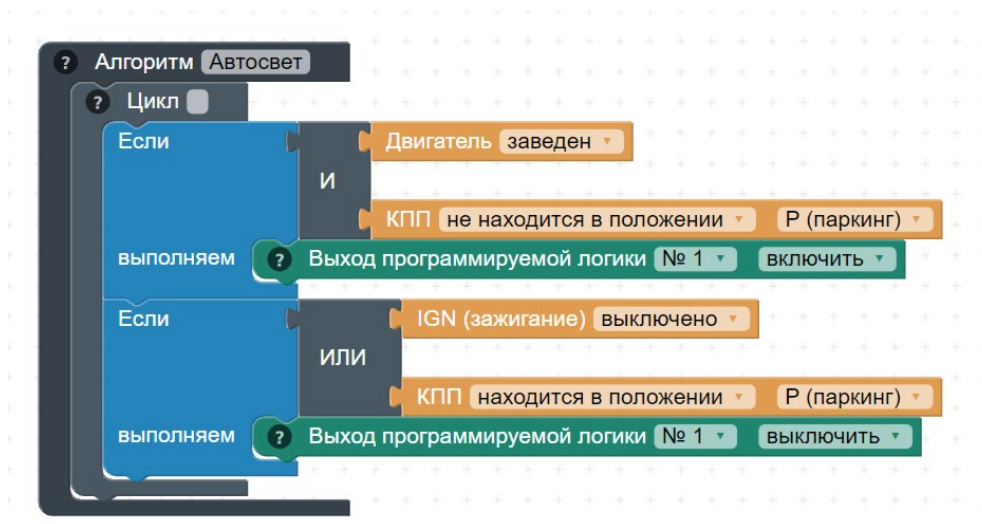 ? Алгоритм Автосвет
? Цикл
Если
Двигатель заведен
И
КПП не находится в положении Р (паркинг)
выполняем ? Выход программируемой логики № 1 включить
Если
IGN (зажигание) выключено
ИЛИ
КПП находится в положении Р (паркинг)
выполняем ? Выход программируемой логики № 1 выключить